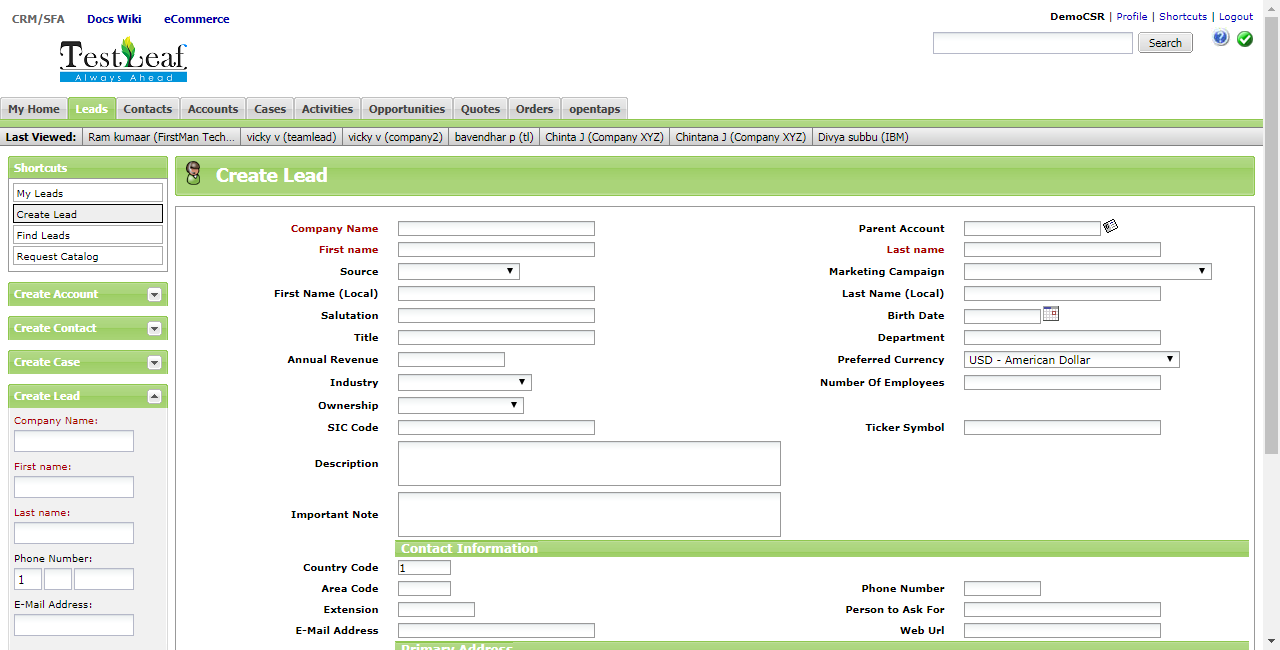 CRM/SFA Docs Wiki eCommerce
DemoCSR | Profile | Shortcuts | Logout
TestLeaf
Always Ahead
Search
My Home Leads Contacts Accounts Cases Activities Opportunities Quotes Orders opentaps
Last Viewed: Ram kumaar (FirstMan Tech... vicky v (teamlead) vicky v (company2) bavendhar p (tl) Chinta J (Company XYZ) Chintana J (Company XYZ) Divya subbu (IBM)
Shortcuts
My Leads
Create Lead
Find Leads
Request Catalog
Create Account
Create Contact
Create Case
Create Lead
Company Name:
First name:
Last name:
Phone Number:
1
E-Mail Address:
Create Lead
Company Name Parent Account
First name Last name
Source Marketing Campaign
First Name (Local) Last Name (Local)
Salutation Birth Date
Title Department
Annual Revenue Preferred Currency USD - American Dollar
Industry Number Of Employees
Ownership
SIC Code Ticker Symbol
Description
Important Note
Contact Information
Country Code 1
Area Code Phone Number
Extension Person to Ask For
E-Mail Address Web Url
Primary Address